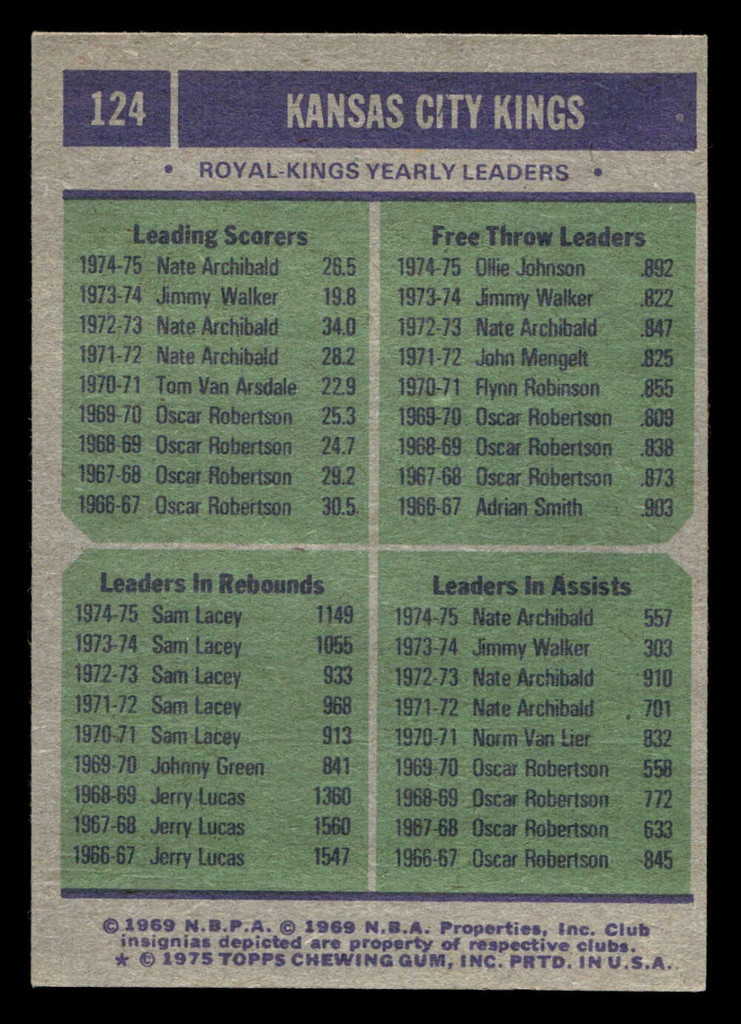 124 KANSAS CITY KINGS
• ROYAL-KINGS YEARLY LEADERS •
Leading Scorers
1974-75 Nate Archibald 26.5
1973-74 Jimmy Walker 19.8
1972-73 Nate Archibald 34.0
1971-72 Nate Archibald 28.2
1970-71 Tom Van Arsdale 22.9
1969-70 Oscar Robertson 25.3
1968-69 Oscar Robertson 24.7
1967-68 Oscar Robertson 29.2
1966-67 Oscar Robertson 30.5
Free Throw Leaders
1974-75 Ollie Johnson .892
1973-74 Jimmy Walker .822
1972-73 Nate Archibald .847
1971-72 John Mengelt .825
1970-71 Flynn Robinson .855
1969-70 Oscar Robertson .809
1968-69 Oscar Robertson .838
1967-68 Oscar Robertson .873
1966-67 Adrian Smith .903
Leaders In Rebounds
1974-75 Sam Lacey 1149
1973-74 Sam Lacey 1055
1972-73 Sam Lacey 933
1971-72 Sam Lacey 968
1970-71 Sam Lacey 913
1969-70 Johnny Green 841
1968-69 Jerry Lucas 1360
1967-68 Jerry Lucas 1560
1966-67 Jerry Lucas 1547
Leaders In Assists
1974-75 Nate Archibald 557
1973-74 Jimmy Walker 303
1972-73 Nate Archibald 910
1971-72 Nate Archibald 701
1970-71 Norm Van Lier 832
1969-70 Oscar Robertson 558
1968-69 Oscar Robertson 772
1967-68 Oscar Robertson 633
1966-67 Oscar Robertson 845
© 1969 N.B.P.A. © 1969 N.B.A. Properties, Inc. Club
insignias depicted are property of respective clubs.
★ © 1975 TOPPS CHEWING GUM, INC. PRTD. IN U.S.A.